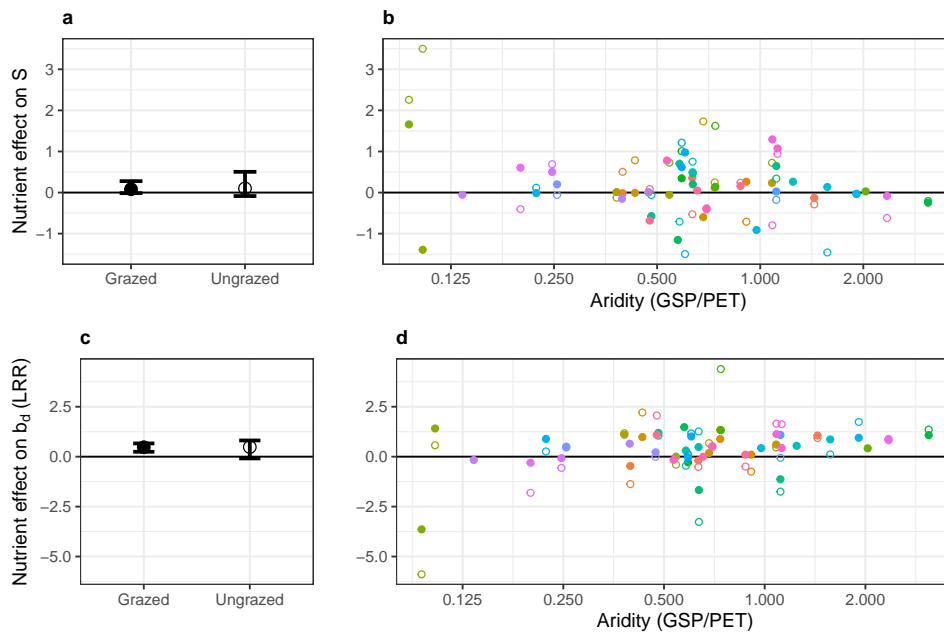 a
b
Nutrient effect on S
3
2
1
0
−1
Grazed
Ungrazed
3
2
1
0
−1
0.125
0.250
0.500
1.000
2.000
Aridity (GSP/PET)
c
d
Nutrient effect on b_d (LRR)
2.5
0.0
−2.5
−5.0
Grazed
Ungrazed
2.5
0.0
−2.5
−5.0
0.125
0.250
0.500
1.000
2.000
Aridity (GSP/PET)